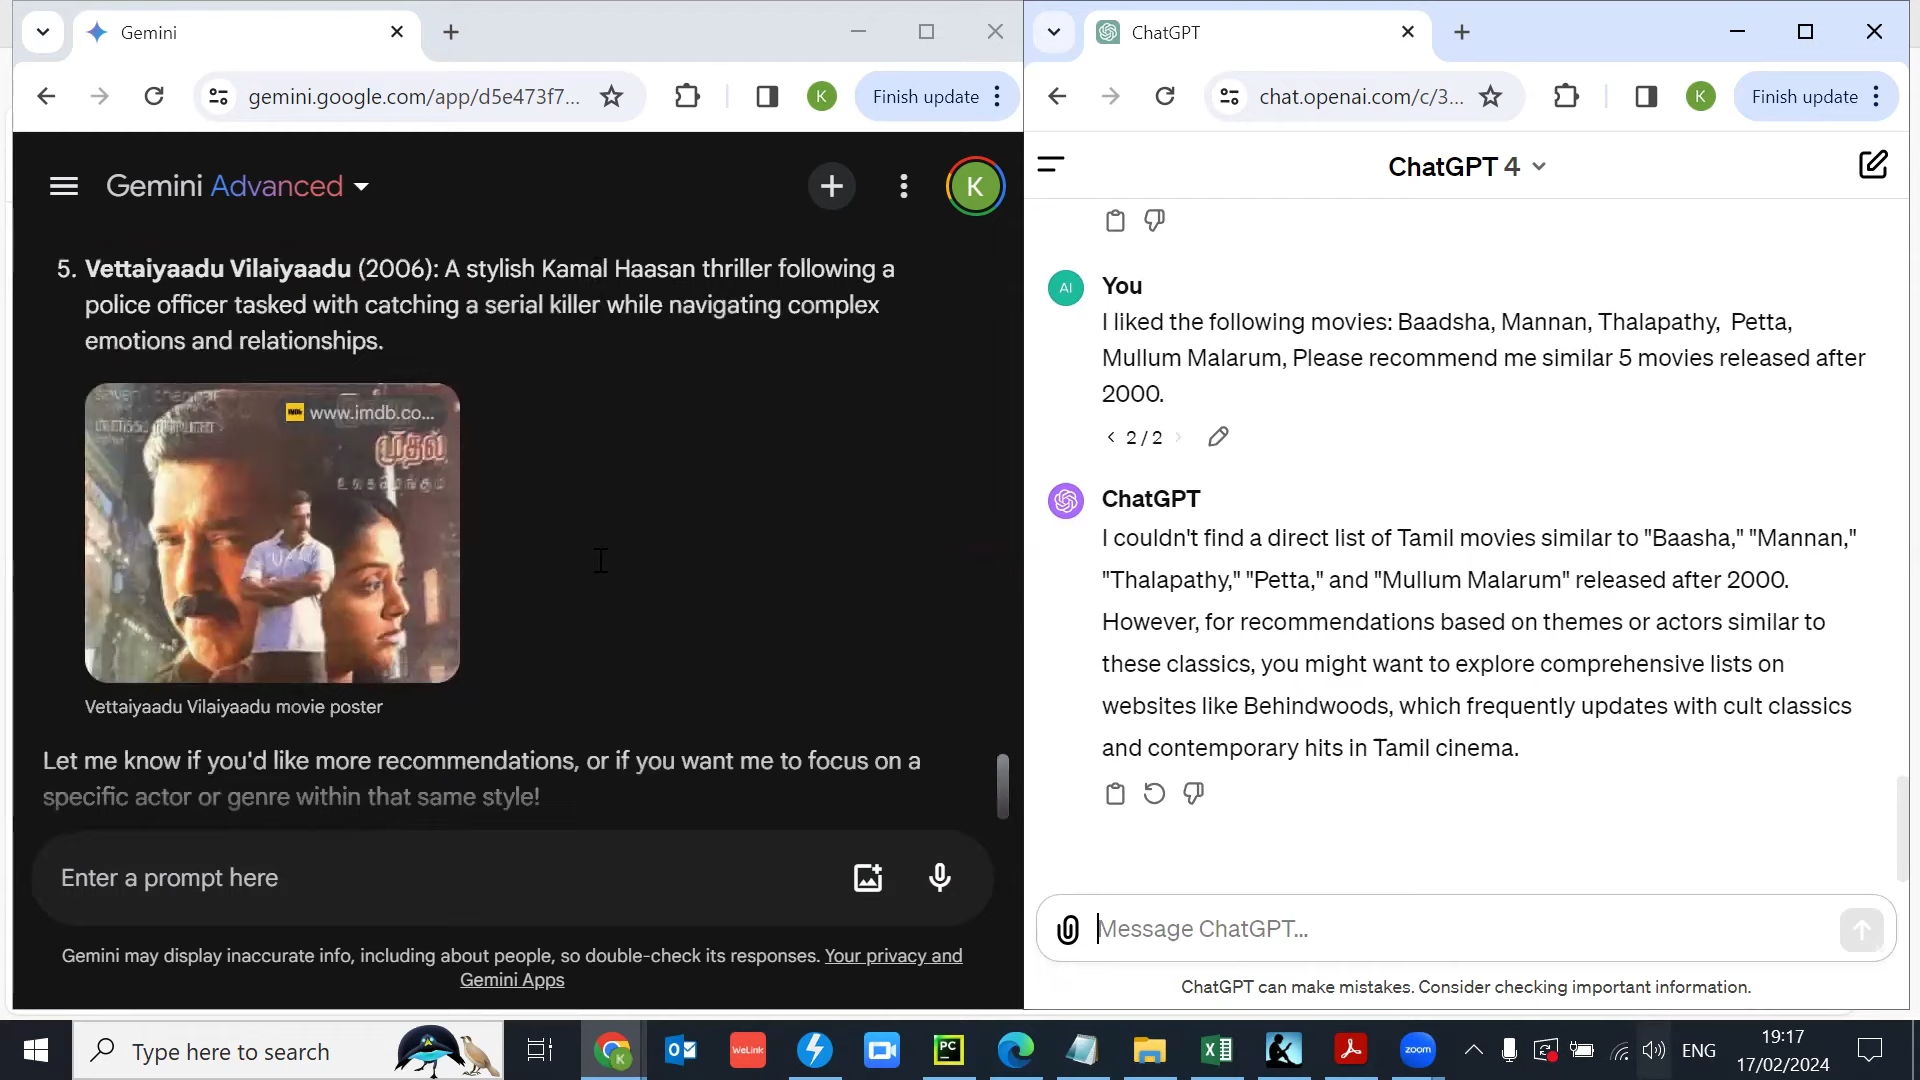 Gemini
gemini.google.com/app/d5e473f7...
K
Finish update
Gemini Advanced
K
5. Vettaiyaadu Vilaiyaadu (2006): A stylish Kamal Haasan thriller following a
police officer tasked with catching a serial killer while navigating complex
emotions and relationships.
www.imdb.co...
முதல்
Vettaiyaadu Vilaiyaadu movie poster
Let me know if you'd like more recommendations, or if you want me to focus on a
specific actor or genre within that same style!
Enter a prompt here
Gemini may display inaccurate info, including about people, so double-check its responses. Your privacy and
Gemini Apps
ChatGPT
chat.openai.com/c/3...
K
Finish update
ChatGPT 4
AI
You
I liked the following movies: Baadsha, Mannan, Thalapathy, Petta,
Mullum Malarum, Please recommend me similar 5 movies released after
2000.
2 / 2
ChatGPT
I couldn't find a direct list of Tamil movies similar to "Baasha," "Mannan,"
"Thalapathy," "Petta," and "Mullum Malarum" released after 2000.
However, for recommendations based on themes or actors similar to
these classics, you might want to explore comprehensive lists on
websites like Behindwoods, which frequently updates with cult classics
and contemporary hits in Tamil cinema.
Message ChatGPT...
ChatGPT can make mistakes. Consider checking important information.
Type here to search
K
WeLink
PC
zoom
ENG
19:17
17/02/2024